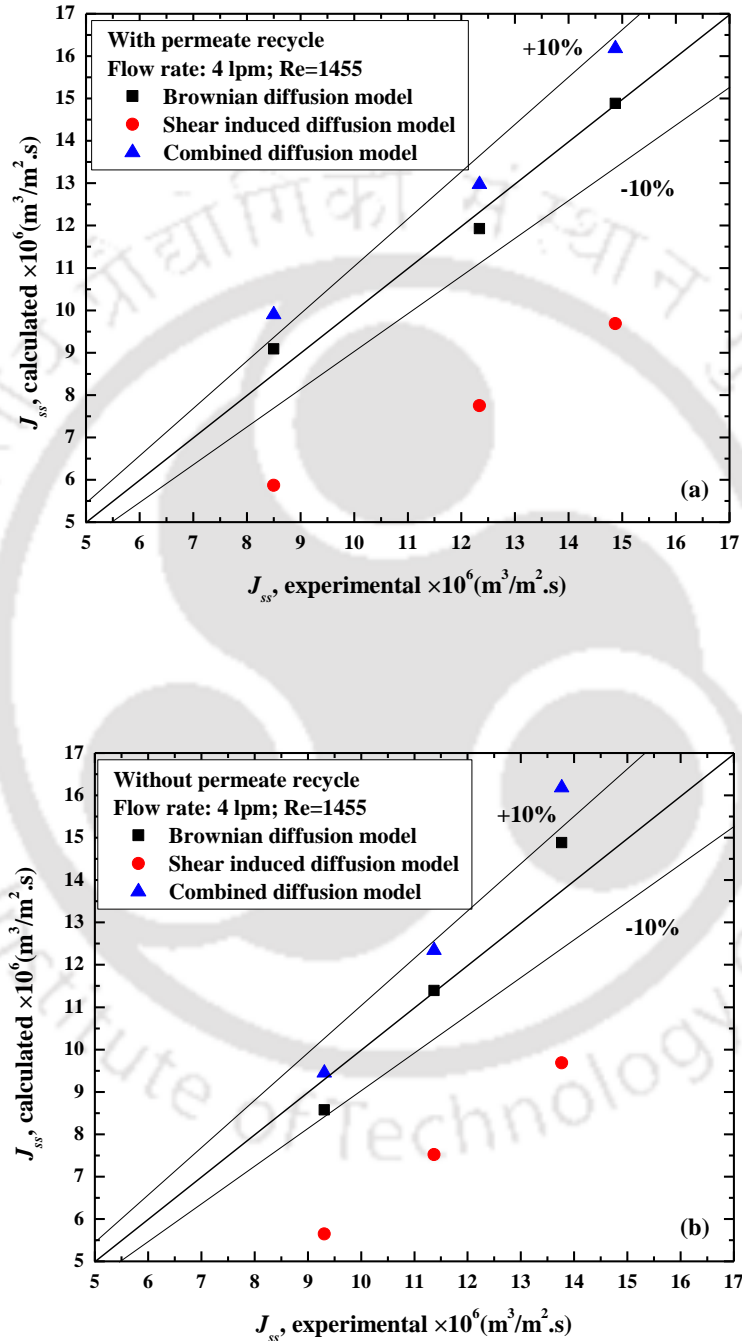 17
16
15
14
13
12
11
10
9
8
7
6
5
J_ss, calculated ×10^6(m^3/m^2.s)
With permeate recycle
Flow rate: 4 lpm; Re=1455
Brownian diffusion model
Shear induced diffusion model
Combined diffusion model
+10%
-10%
(a)
5 6 7 8 9 10 11 12 13 14 15 16 17
J_ss, experimental ×10^6(m^3/m^2.s)
17
16
15
14
13
12
11
10
9
8
7
6
5
J_ss, calculated ×10^6(m^3/m^2.s)
Without permeate recycle
Flow rate: 4 lpm; Re=1455
Brownian diffusion model
Shear induced diffusion model
Combined diffusion model
+10%
-10%
(b)
5 6 7 8 9 10 11 12 13 14 15 16 17
J_ss, experimental ×10^6(m^3/m^2.s)
of Technology